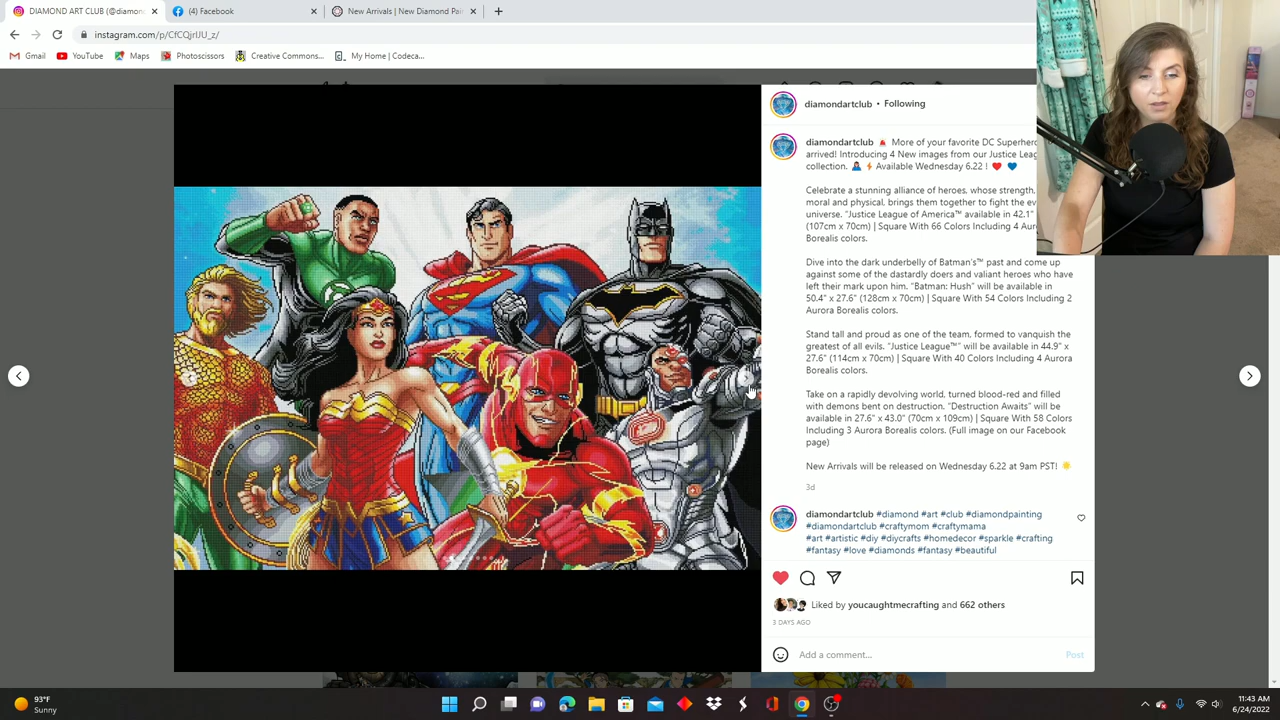 DIAMOND ART CLUB (@diamon
Facebook
New Arrivals | New Diamond Pai
instagram.com/p/CfCQjrIJU_z/
Gmail
YouTube
Maps
Photoscissors
Creative Commons...
My Home | Codeca...
diamondartclub • Following
diamondartclub 🚨 More of your favorite DC Superhero
arrived! Introducing 4 New images from our Justice Leag
collection. 🦸🏻‍♂️ ⚡ Available Wednesday 6.22 ! ❤️ 💙
Celebrate a stunning alliance of heroes, whose strength,
moral and physical, brings them together to fight the ev
universe. "Justice League of America™ available in 42.1"
(107cm x 70cm) | Square With 66 Colors Including 4 Aur
Borealis colors.
Dive into the dark underbelly of Batman's™ past and come up
against some of the dastardly doers and valiant heroes who have
left their mark upon him. "Batman: Hush" will be available in
50.4" x 27.6" (128cm x 70cm) | Square With 54 Colors Including 2
Aurora Borealis colors.
Stand tall and proud as one of the team, formed to vanquish the
greatest of all evils. "Justice League™" will be available in 44.9" x
27.6" (114cm x 70cm) | Square With 40 Colors Including 4 Aurora
Borealis colors.
Take on a rapidly devolving world, turned blood-red and filled
with demons bent on destruction. "Destruction Awaits" will be
available in 27.6" x 43.0" (70cm x 109cm) | Square With 58 Colors
Including 3 Aurora Borealis colors. (Full image on our Facebook
page)
New Arrivals will be released on Wednesday 6.22 at 9am PST! ☀️
3d
diamondartclub #diamond #art #club #diamondpainting
#diamondartclub #craftymom #craftymama
#art #artistic #diy #diycrafts #homedecor #sparkle #crafting
#fantasy #love #diamonds #fantasy #beautiful
Liked by youcaughtmecrafting and 662 others
3 DAYS AGO
Add a comment...
Post
93°F
Sunny
11:43 AM
6/24/2022